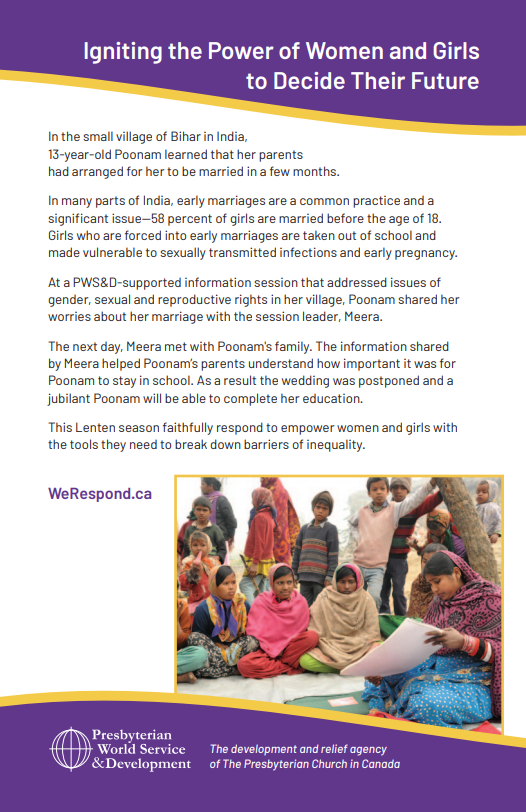 Igniting the Power of Women and Girls
to Decide Their Future
In the small village of Bihar in India,
13-year-old Poonam learned that her parents
had arranged for her to be married in a few months.
In many parts of India, early marriages are a common practice and a
significant issue—58 percent of girls are married before the age of 18.
Girls who are forced into early marriages are taken out of school and
made vulnerable to sexually transmitted infections and early pregnancy.
At a PWS&D-supported information session that addressed issues of
gender, sexual and reproductive rights in her village, Poonam shared her
worries about her marriage with the session leader, Meera.
The next day, Meera met with Poonam's family. The information shared
by Meera helped Poonam's parents understand how important it was for
Poonam to stay in school. As a result the wedding was postponed and a
jubilant Poonam will be able to complete her education.
This Lenten season faithfully respond to empower women and girls with
the tools they need to break down barriers of inequality.
WeRespond.ca
Presbyterian
World Service
&Development
The development and relief agency
of The Presbyterian Church in Canada